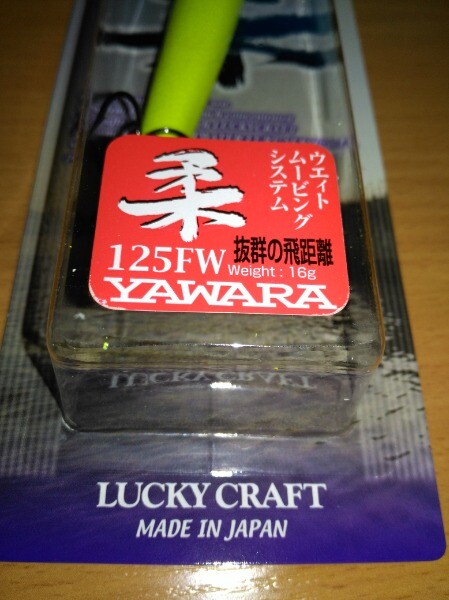 柔
ウエイト
ムービング
システム
125FW
抜群の飛距離
Weight : 16g
YAWARA
LUCKY CRAFT
LUCKY CRAFT
MADE IN JAPAN